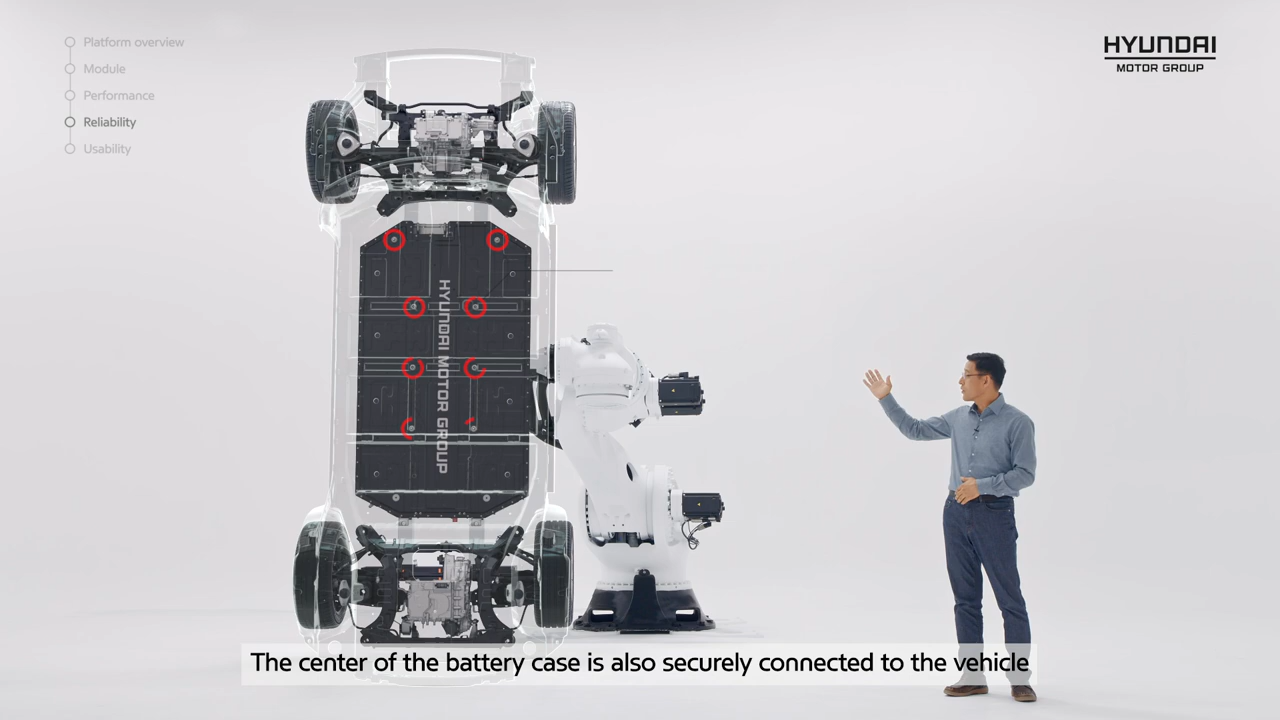 Platform overview
Module
Performance
Reliability
Usability
HYUNDAI
MOTOR GROUP
HYUNDAI MOTOR GROUP
The center of the battery case is also securely connected to the vehicle